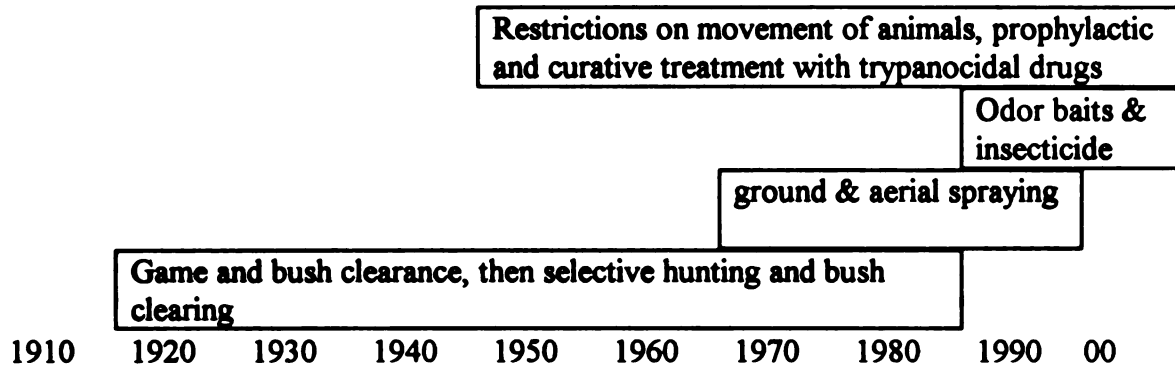 Restrictions on movement of animals, prophylactic
and curative treatment with trypanocidal drugs
Odor baits &
insecticide
ground & aerial spraying
Game and bush clearance, then selective hunting and bush
clearing
1910 1920 1930 1940 1950 1960 1970 1980 1990 00